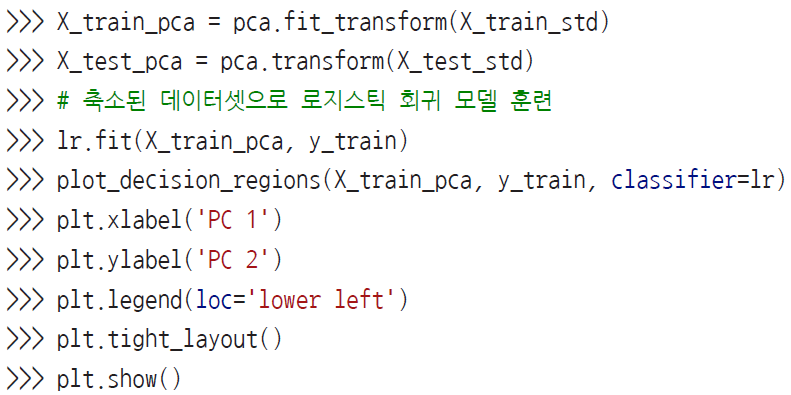 >>> X_train_pca = pca.fit_transform(X_train_std)
>>> X_test_pca = pca.transform(X_test_std)
>>> # 축소된 데이터셋으로 로지스틱 회귀 모델 훈련
>>> lr.fit(X_train_pca, y_train)
>>> plot_decision_regions(X_train_pca, y_train, classifier=lr)
>>> plt.xlabel('PC 1')
>>> plt.ylabel('PC 2')
>>> plt.legend(loc='lower left')
>>> plt.tight_layout()
>>> plt.show()